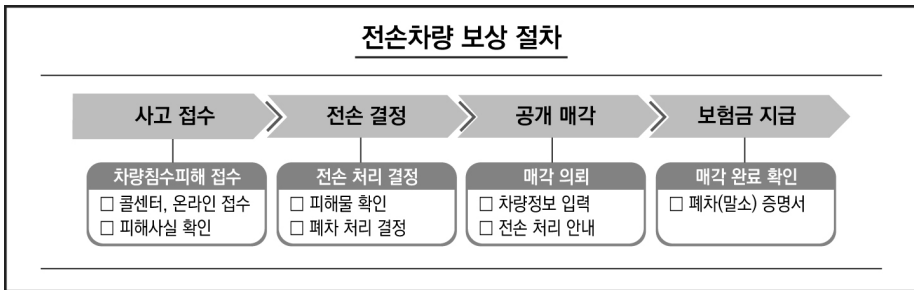 전손차량 보상 절차
사고 접수
전손 결정
공개 매각
보험금 지급
차량침수피해 접수
□ 콜센터, 온라인 접수
□ 피해사실 확인
전손 처리 결정
□ 피해물 확인
□ 폐차 처리 결정
매각 의뢰
□ 차량정보 입력
□ 전손 처리 안내
매각 완료 확인
□ 폐차(말소) 증명서